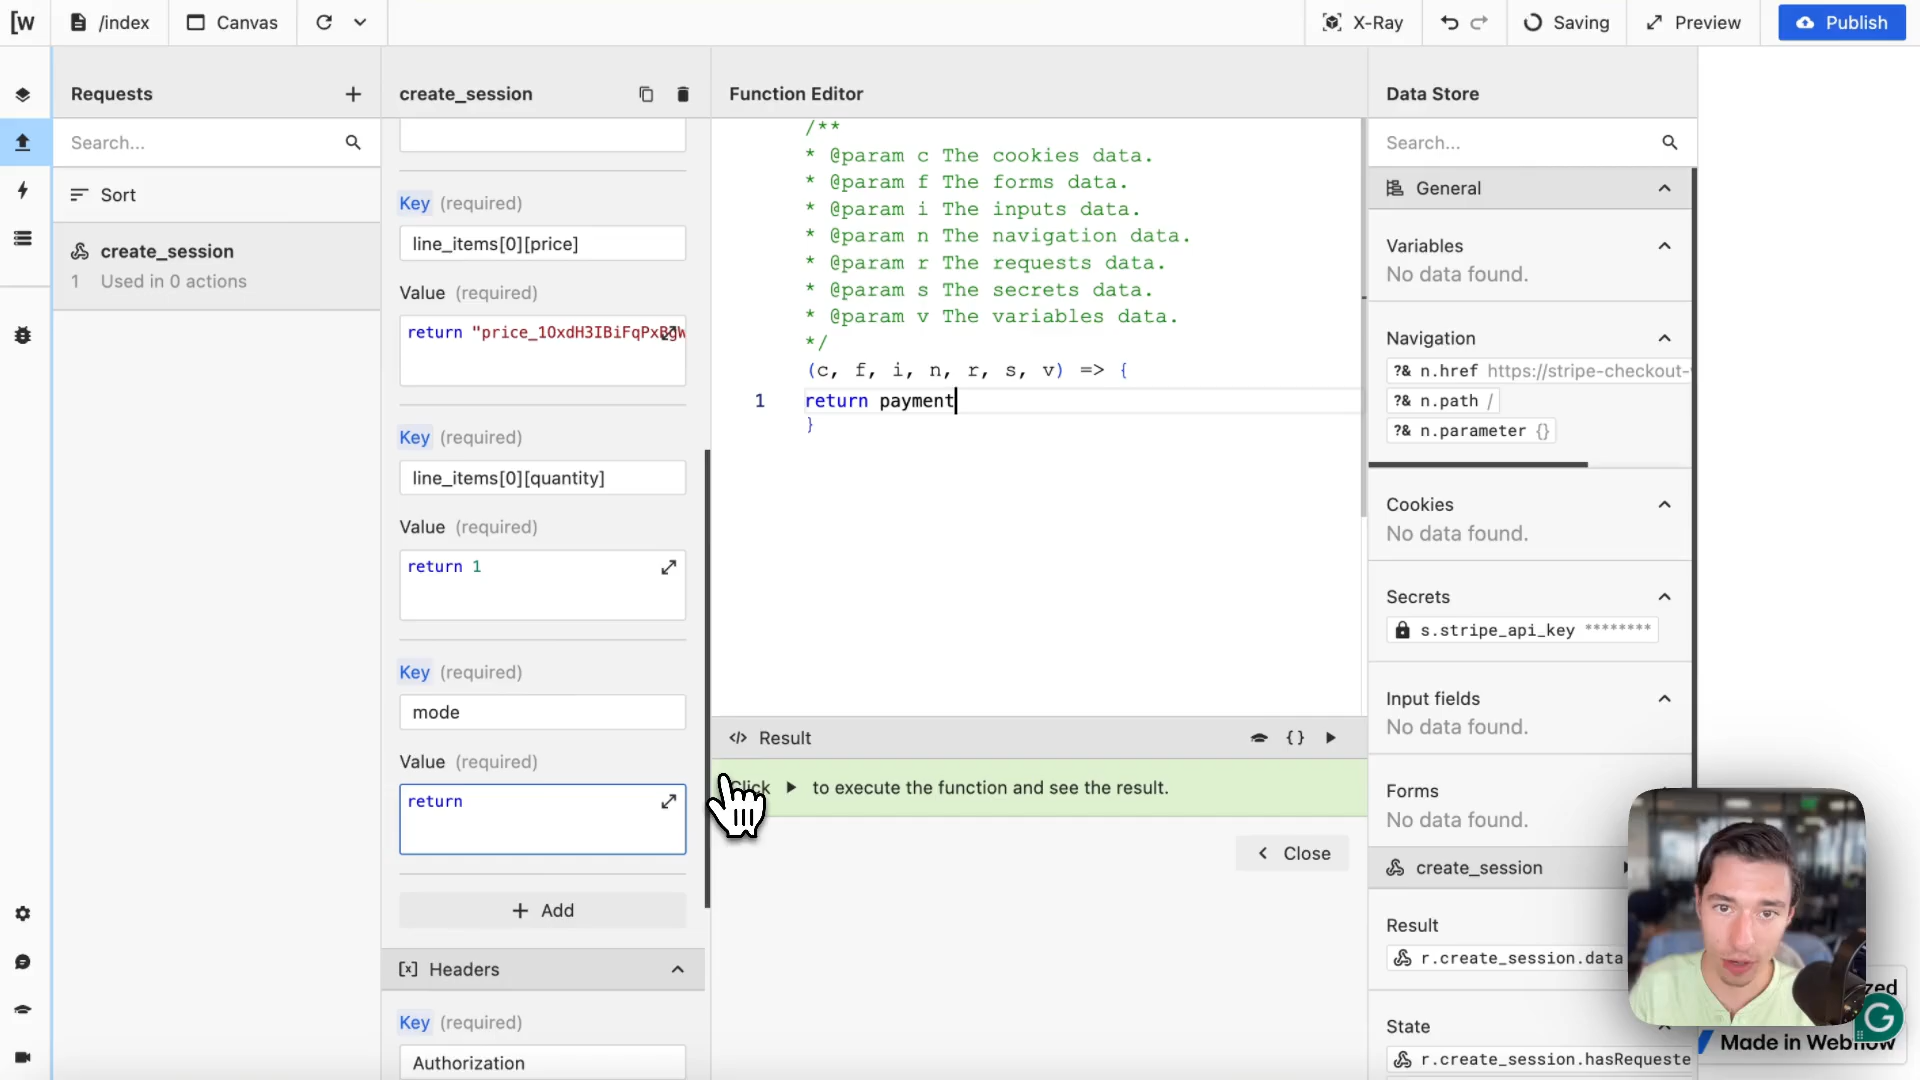 [w
/index
Canvas
X-Ray
Saving
Preview
Publish
Requests
Search...
Sort
create_session
1 Used in 0 actions
create_session
Key (required)
line_items[0][price]
Value (required)
return "price_1OxdH3IBiFqPx
Key (required)
line_items[0][quantity]
Value (required)
return 1
Key (required)
mode
Value (required)
return
+ Add
[x] Headers
Key (required)
Authorization
Function Editor
/**
* @param c The cookies data.
* @param f The forms data.
* @param i The inputs data.
* @param n The navigation data.
* @param r The requests data.
* @param s The secrets data.
* @param v The variables data.
*/
(c, f, i, n, r, s, v) => {
1 return payment
}
</> Result
{}
Click ▶ to execute the function and see the result.
< Close
Data Store
Search...
General
Variables
No data found.
Navigation
?& n.href https://stripe-checkout-
?& n.path /
?& n.parameter {}
Cookies
No data found.
Secrets
s.stripe_api_key ********
Input fields
No data found.
Forms
No data found.
create_session
Result
r.create_session.data
State
r.create_session.hasRequeste
zed
G
Made in Webflow